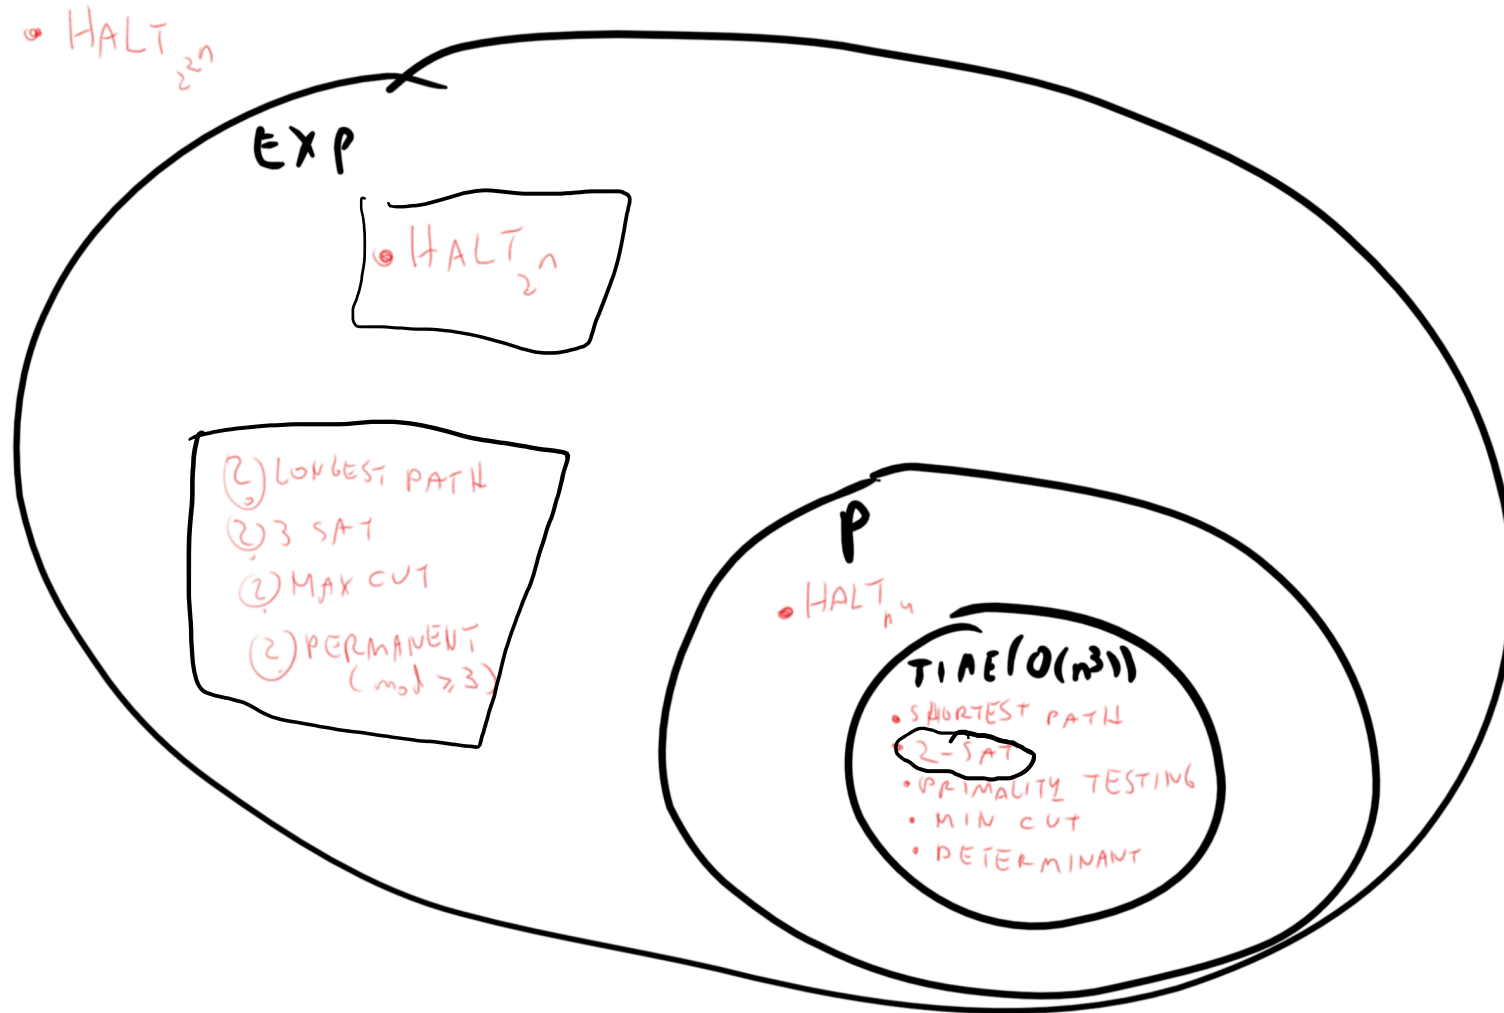 • HALT 2^2^n
EXP
• HALT 2^n
(?) LONGEST PATH
(?) 3 SAT
(?) MAX CUT
(?) PERMANENT
(mod ≥ 3)
P
• HALT n^4
TIME(O(n^3))
• SHORTEST PATH
• 2-SAT
• PRIMALITY TESTING
• MIN CUT
• DETERMINANT